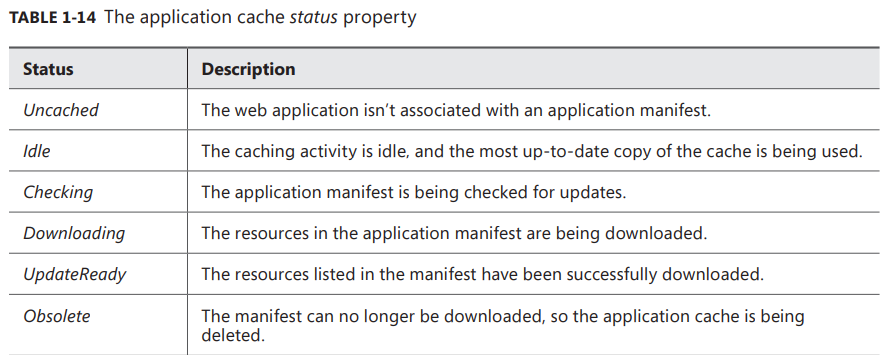 TABLE 1-14 The application cache status property
Status Description
Uncached The web application isn't associated with an application manifest.
Idle The caching activity is idle, and the most up-to-date copy of the cache is being used.
Checking The application manifest is being checked for updates.
Downloading The resources in the application manifest are being downloaded.
UpdateReady The resources listed in the manifest have been successfully downloaded.
Obsolete The manifest can no longer be downloaded, so the application cache is being
deleted.